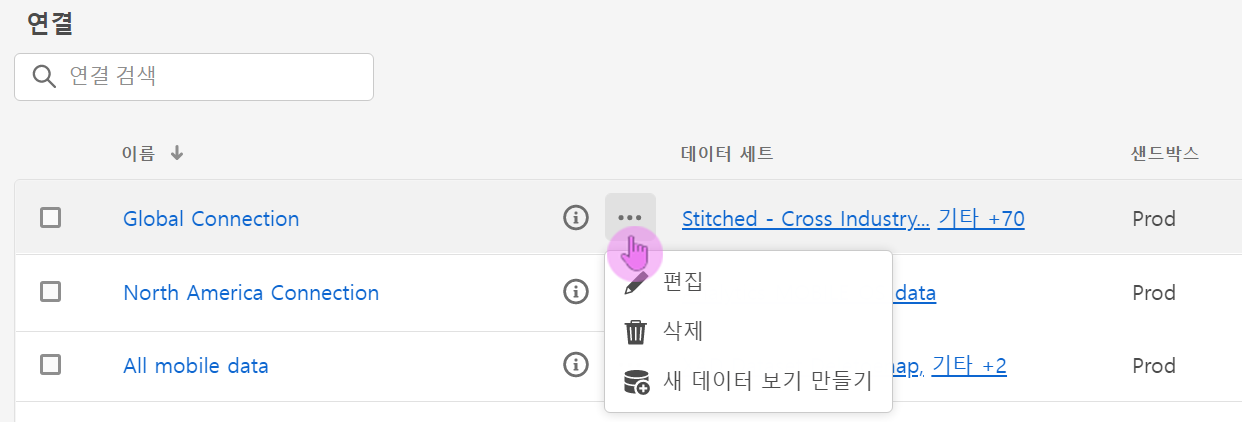 연결
연결 검색
이름 데이터 세트 샌드박스
Global Connection Stitched - Cross Industry... 기타 +70 Prod
편집
North America Connection data Prod
삭제
All mobile data 기타 +2 Prod
새 데이터 보기 만들기